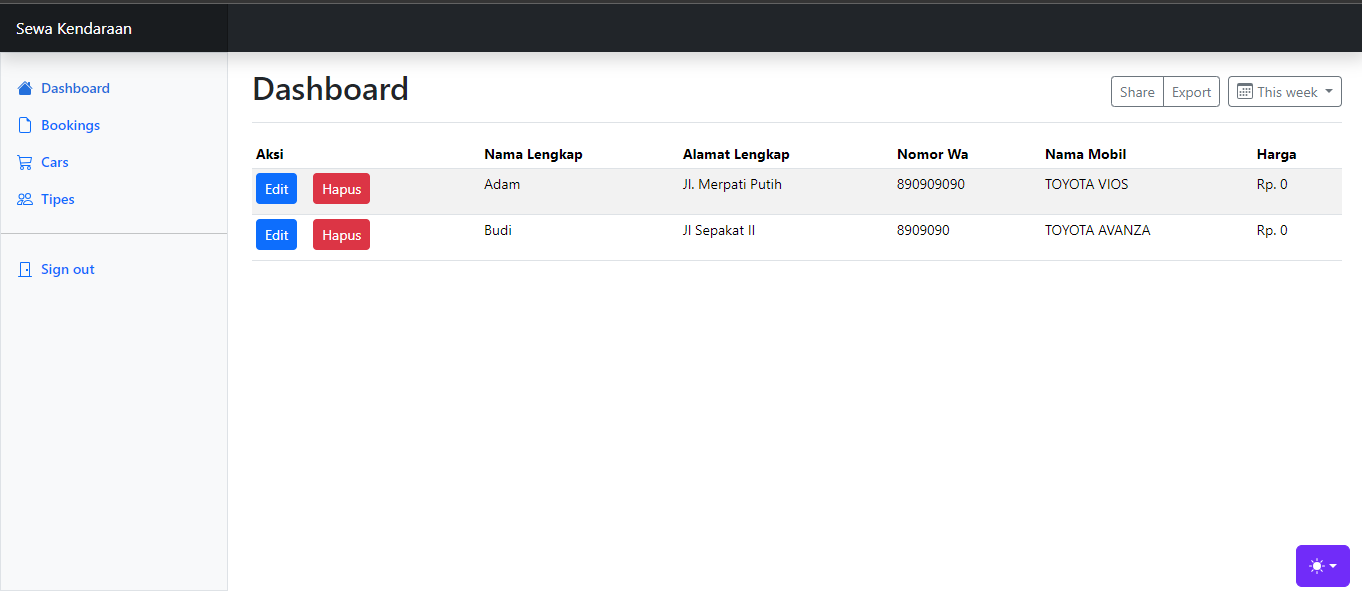 Sewa Kendaraan
Dashboard
Bookings
Cars
Tipes
Sign out
Dashboard
Share Export This week
Aksi Nama Lengkap Alamat Lengkap Nomor Wa Nama Mobil Harga
Edit Hapus Adam Jl. Merpati Putih 890909090 TOYOTA VIOS Rp. 0
Edit Hapus Budi Jl Sepakat II 8909090 TOYOTA AVANZA Rp. 0